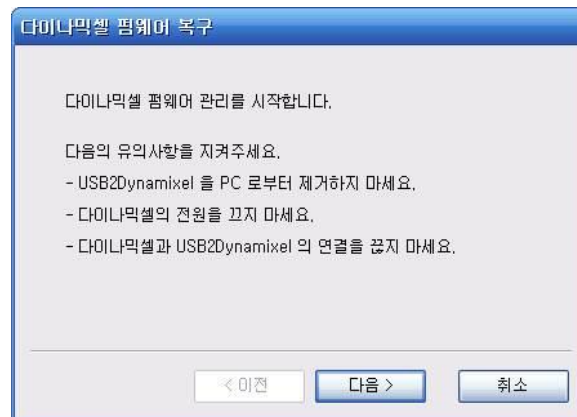 다이나믹셀 펌웨어 복구
다이나믹셀 펌웨어 관리를 시작합니다.
다음의 유의사항을 지켜주세요.
- USB2Dynamixel 을 PC 로부터 제거하지 마세요.
- 다이나믹셀의 전원을 끄지 마세요.
- 다이나믹셀과 USB2Dynamixel 의 연결을 끊지 마세요.
< 이전 다음 > 취소